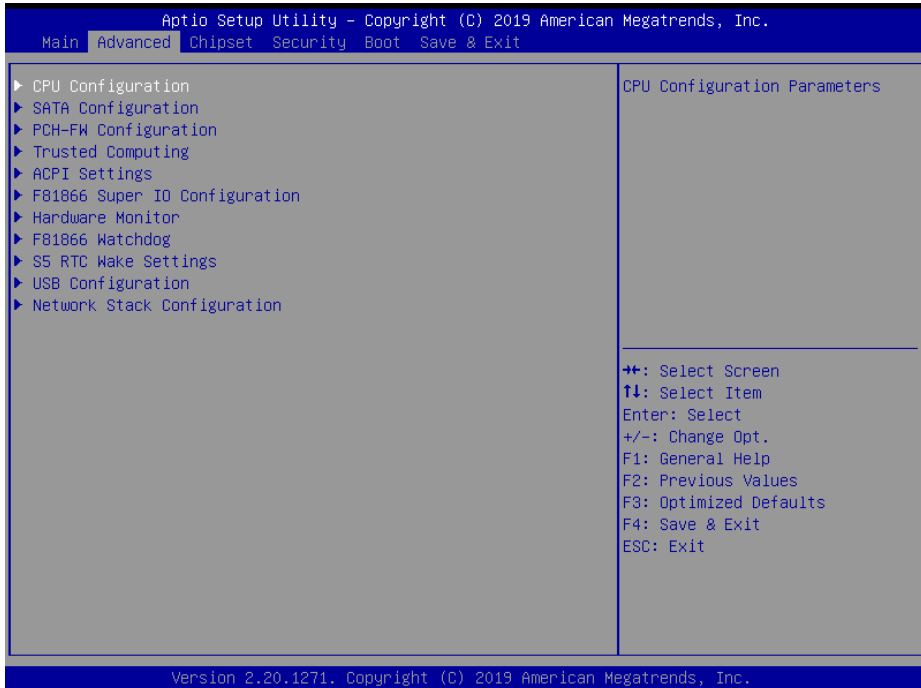 Aptio Setup Utility – Copyright (C) 2019 American Megatrends, Inc.
Main Advanced Chipset Security Boot Save & Exit
▶ CPU Configuration
▶ SATA Configuration
▶ PCH-FW Configuration
▶ Trusted Computing
▶ ACPI Settings
▶ F81866 Super IO Configuration
▶ Hardware Monitor
▶ F81866 Watchdog
▶ S5 RTC Wake Settings
▶ USB Configuration
▶ Network Stack Configuration
CPU Configuration Parameters
→←: Select Screen
↑↓: Select Item
Enter: Select
+/-: Change Opt.
F1: General Help
F2: Previous Values
F3: Optimized Defaults
F4: Save & Exit
ESC: Exit
Version 2.20.1271. Copyright (C) 2019 American Megatrends, Inc.